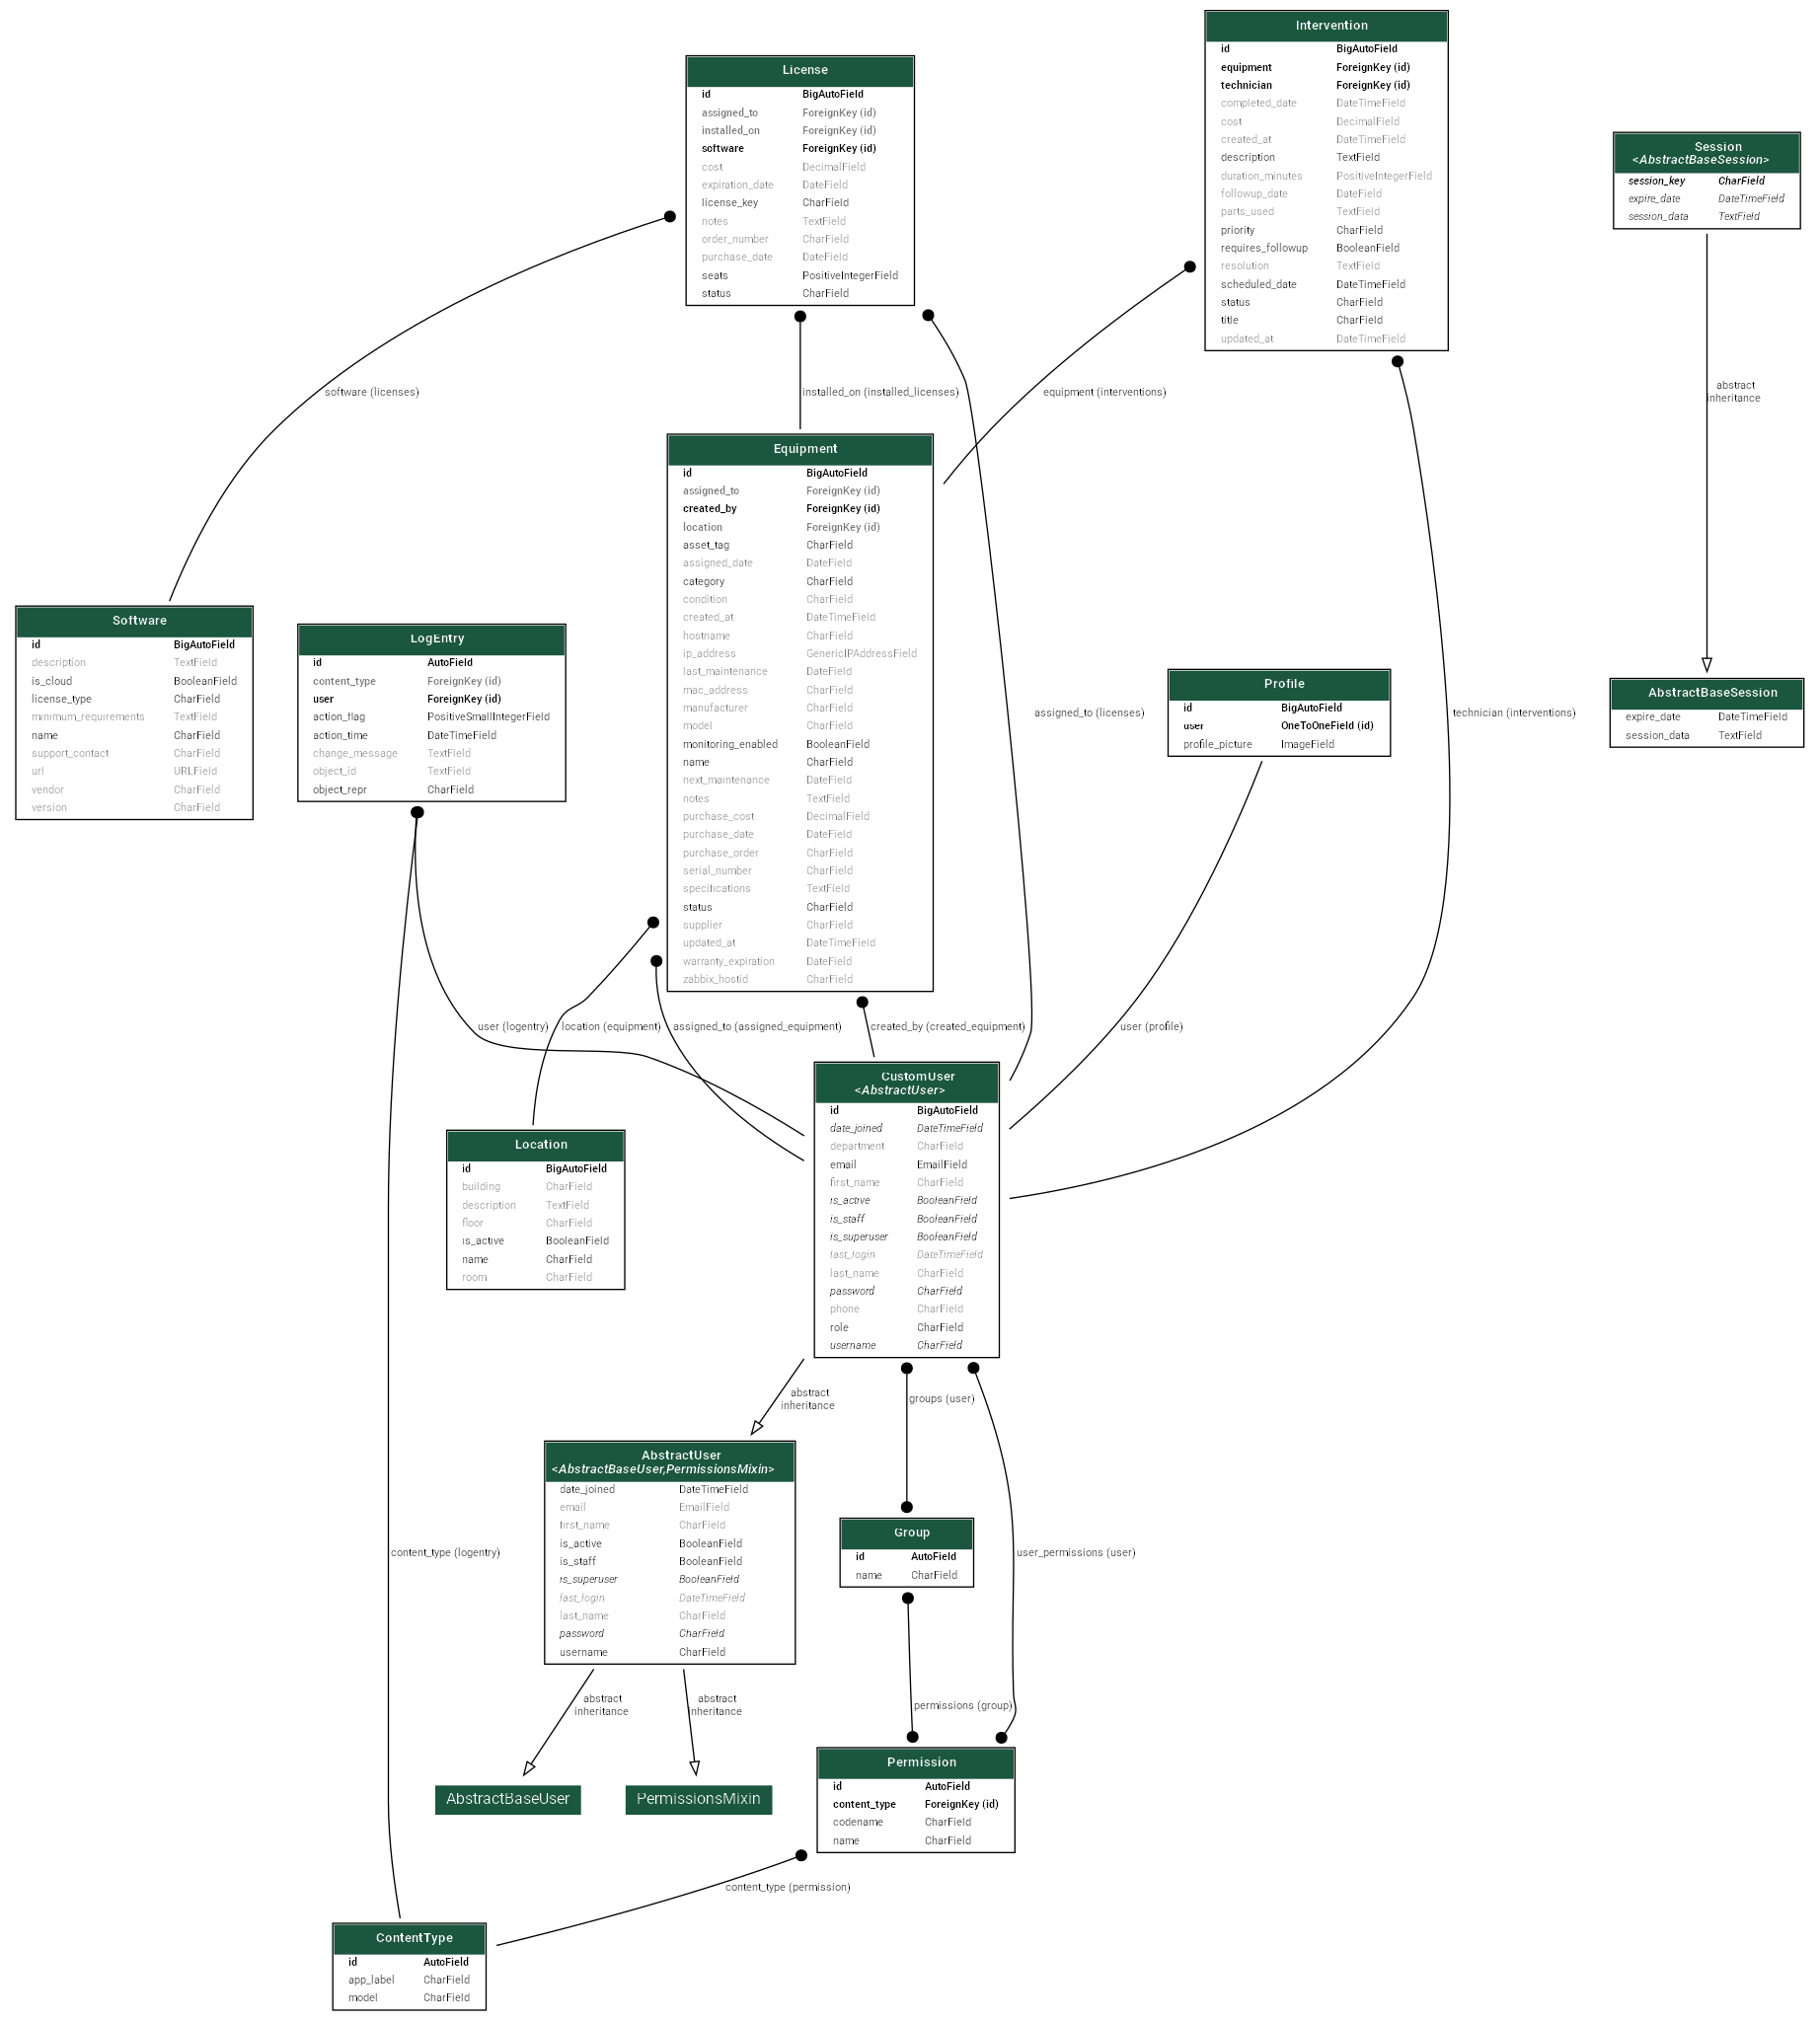 Intervention
id BigAutoField
equipment ForeignKey (id)
technician ForeignKey (id)
completed_date DateTimeField
cost DecimalField
created_at DateTimeField
description TextField
duration_minutes PositiveIntegerField
followup_date DateField
parts_used TextField
priority CharField
requires_followup BooleanField
resolution TextField
scheduled_date DateTimeField
status CharField
title CharField
updated_at DateTimeField
License
id BigAutoField
assigned_to ForeignKey (id)
installed_on ForeignKey (id)
software ForeignKey (id)
cost DecimalField
expiration_date DateField
license_key CharField
notes TextField
order_number CharField
purchase_date DateField
seats PositiveIntegerField
status CharField
Session
<AbstractBaseSession>
session_key CharField
expire_date DateTimeField
session_data TextField
software (licenses)
installed_on (installed_licenses)
equipment (interventions)
abstract
inheritance
Equipment
id BigAutoField
assigned_to ForeignKey (id)
created_by ForeignKey (id)
location ForeignKey (id)
asset_tag CharField
assigned_date DateField
category CharField
condition CharField
created_at DateTimeField
hostname CharField
ip_address GenericIPAddressField
last_maintenance DateField
mac_address CharField
manufacturer CharField
model CharField
monitoring_enabled BooleanField
name CharField
next_maintenance DateField
notes TextField
purchase_cost DecimalField
purchase_date DateField
purchase_order CharField
serial_number CharField
specifications TextField
status CharField
supplier CharField
updated_at DateTimeField
warranty_expiration DateField
zabbix_hostid CharField
Software
id BigAutoField
description TextField
is_cloud BooleanField
license_type CharField
minimum_requirements TextField
name CharField
support_contact CharField
url URLField
vendor CharField
version CharField
LogEntry
id AutoField
content_type ForeignKey (id)
user ForeignKey (id)
action_flag PositiveSmallIntegerField
action_time DateTimeField
change_message TextField
object_id TextField
object_repr CharField
assigned_to (licenses)
Profile
id BigAutoField
user OneToOneField (id)
profile_picture ImageField
technician (interventions)
AbstractBaseSession
expire_date DateTimeField
session_data TextField
user (logentry)
location (equipment)
assigned_to (assigned_equipment)
created_by (created_equipment)
user (profile)
CustomUser
<AbstractUser>
id BigAutoField
date_joined DateTimeField
department CharField
email EmailField
first_name CharField
is_active BooleanField
is_staff BooleanField
is_superuser BooleanField
last_login DateTimeField
last_name CharField
password CharField
phone CharField
role CharField
username CharField
Location
id BigAutoField
building CharField
description TextField
floor CharField
is_active BooleanField
name CharField
room CharField
abstract
inheritance
groups (user)
AbstractUser
<AbstractBaseUser,PermissionsMixin>
date_joined DateTimeField
email EmailField
first_name CharField
is_active BooleanField
is_staff BooleanField
is_superuser BooleanField
last_login DateTimeField
last_name CharField
password CharField
username CharField
Group
id AutoField
name CharField
content_type (logentry)
user_permissions (user)
abstract
inheritance
abstract
inheritance
permissions (group)
AbstractBaseUser
PermissionsMixin
Permission
id AutoField
content_type ForeignKey (id)
codename CharField
name CharField
content_type (permission)
ContentType
id AutoField
app_label CharField
model CharField